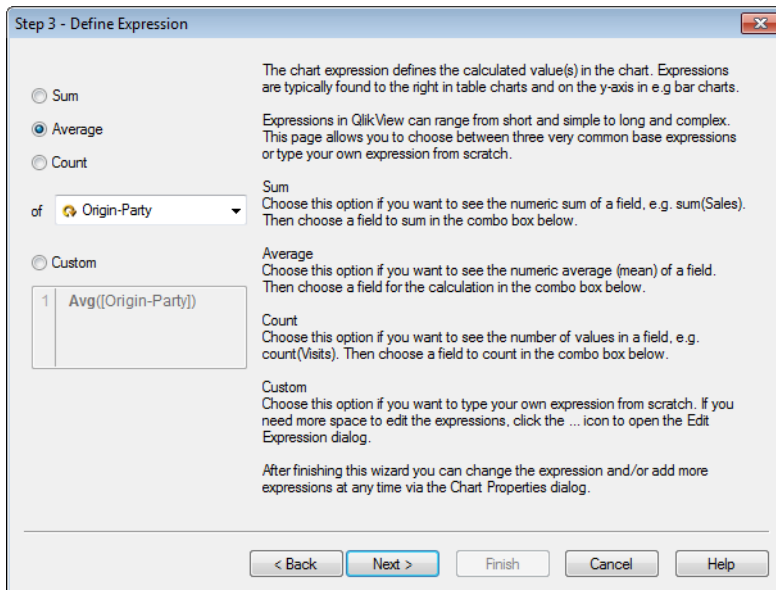 Step 3 - Define Expression
Sum
Average
Count
of Origin-Party
Custom
1 Avg([Origin-Party])
The chart expression defines the calculated value(s) in the chart. Expressions
are typically found to the right in table charts and on the y-axis in e.g bar charts.
Expressions in QlikView can range from short and simple to long and complex.
This page allows you to choose between three very common base expressions
or type your own expression from scratch.
Sum
Choose this option if you want to see the numeric sum of a field, e.g. sum(Sales).
Then choose a field to sum in the combo box below.
Average
Choose this option if you want to see the numeric average (mean) of a field.
Then choose a field for the calculation in the combo box below.
Count
Choose this option if you want to see the number of values in a field, e.g.
count(Visits). Then choose a field to count in the combo box below.
Custom
Choose this option if you want to type your own expression from scratch. If you
need more space to edit the expressions, click the ... icon to open the Edit
Expression dialog.
After finishing this wizard you can change the expression and/or add more
expressions at any time via the Chart Properties dialog.
< Back Next > Finish Cancel Help